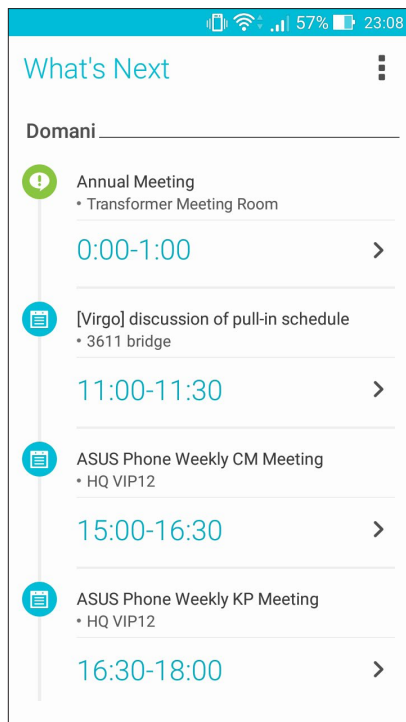 57% 23:08
What's Next
Domani
Annual Meeting
• Transformer Meeting Room
0:00-1:00
[Virgo] discussion of pull-in schedule
• 3611 bridge
11:00-11:30
ASUS Phone Weekly CM Meeting
• HQ VIP12
15:00-16:30
ASUS Phone Weekly KP Meeting
• HQ VIP12
16:30-18:00